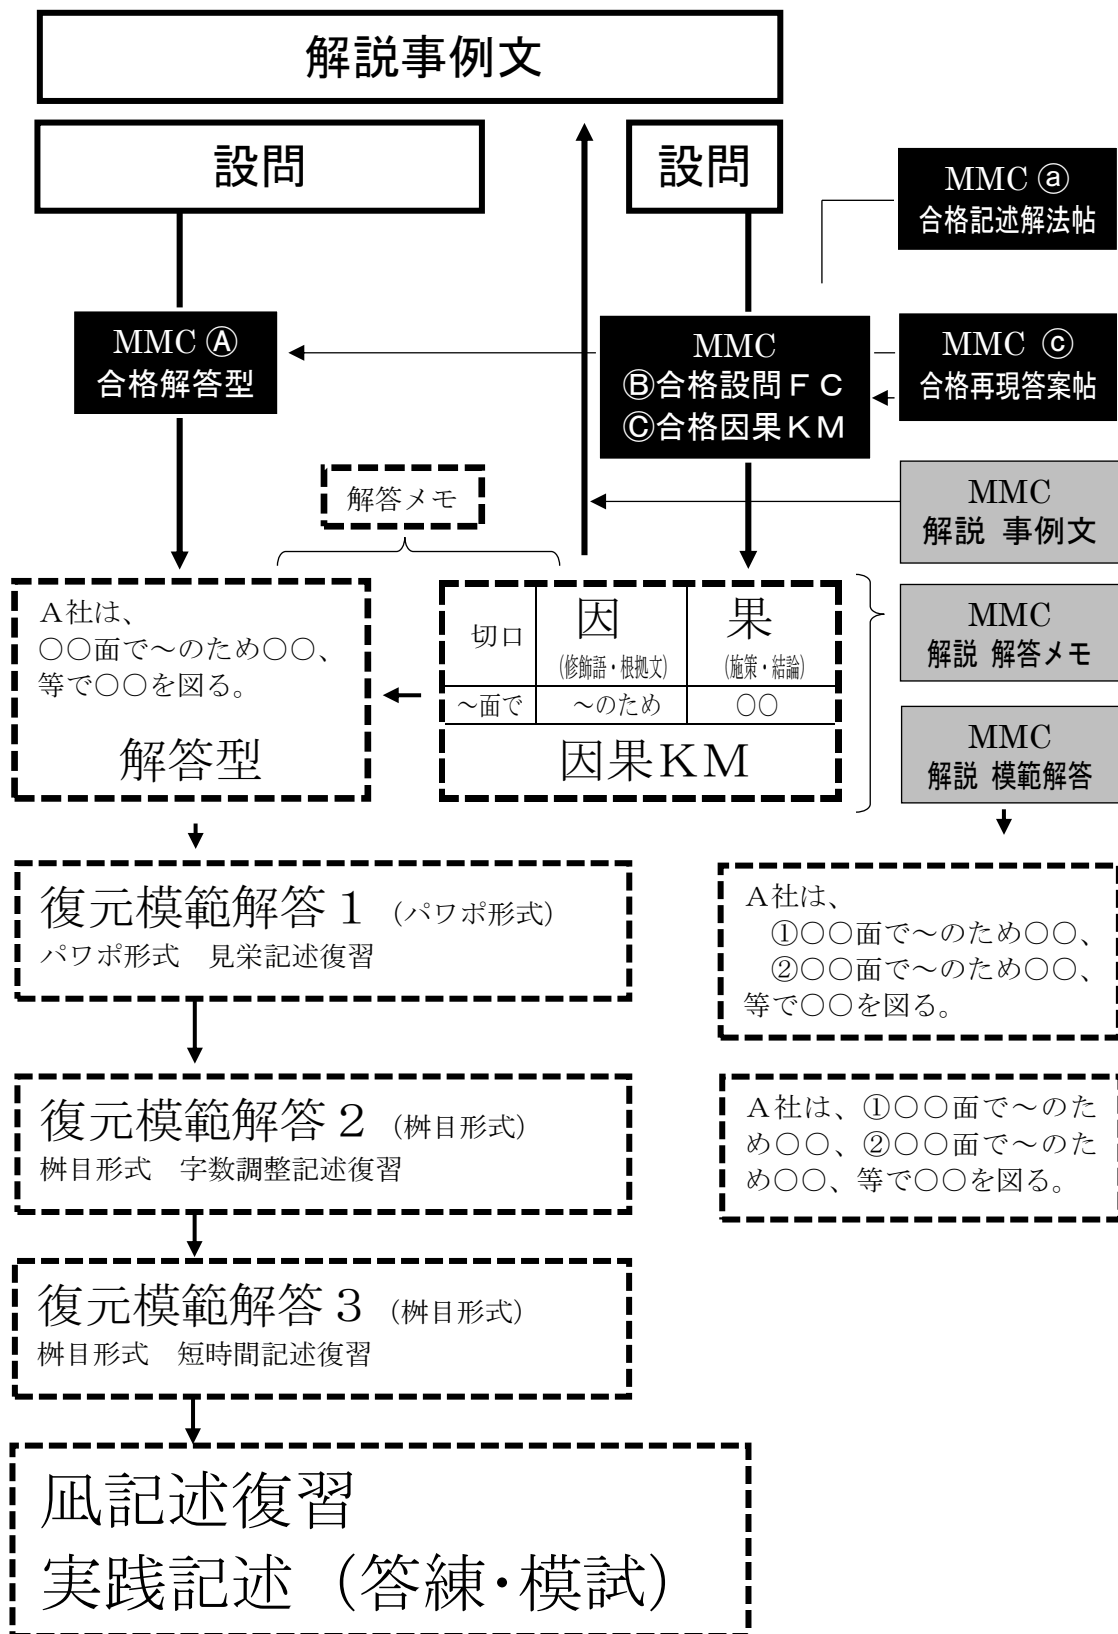 解説事例文
設問
設問
MMC ⓐ
合格記述解法帖
MMC Ⓐ
合格解答型
MMC
Ⓑ合格設問ＦＣ
Ⓒ合格因果ＫＭ
MMC ⓒ
合格再現答案帖
解答メモ
MMC
解説 事例文
A社は、
○○面で～のため○○、
等で○○を図る。
解答型
切口
因
(修飾語・根拠文)
果
(施策・結論)
～面で
～のため
○○
因果KM
MMC
解説 解答メモ
MMC
解説 模範解答
復元模範解答１ (パワポ形式)
パワポ形式　見栄記述復習
A社は、
①○○面で～のため○○、
②○○面で～のため○○、
等で○○を図る。
復元模範解答２ (桝目形式)
桝目形式　字数調整記述復習
A社は、①○○面で～のた
め○○、②○○面で～のた
め○○、等で○○を図る。
復元模範解答３ (桝目形式)
桝目形式　短時間記述復習
凪記述復習
実践記述（答練・模試）